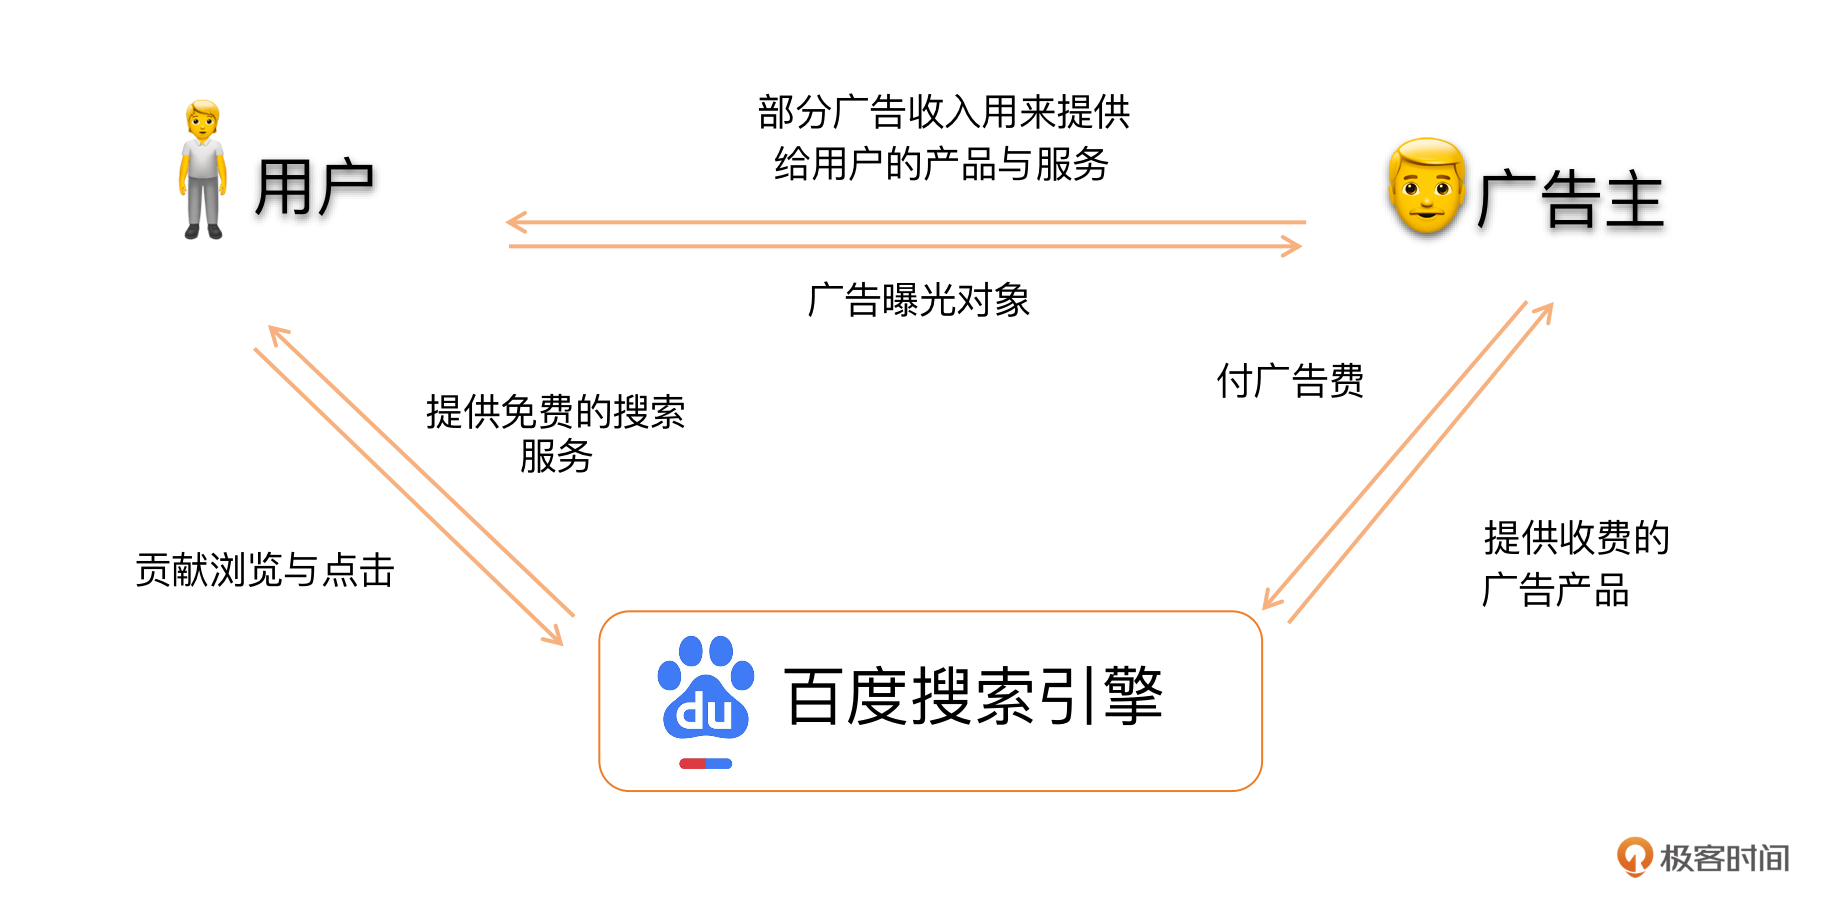 部分广告收入用来提供
给用户的产品与服务
用户
广告主
广告曝光对象
付广告费
提供免费的搜索
服务
提供收费的
广告产品
贡献浏览与点击
du
百度搜索引擎
极客时间